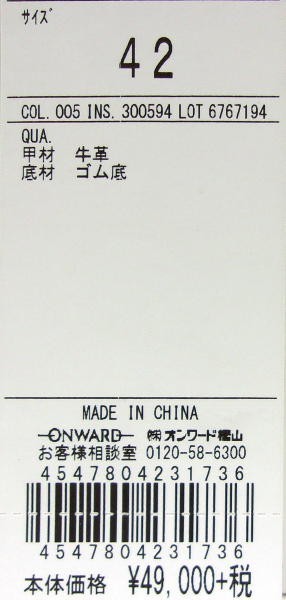 サイズ
42
COL. 005 INS. 300594 LOT 6767194
QUA.
甲材 牛革
底材 ゴム底
MADE IN CHINA
ONWARD ㈱オンワード樫山
お客様相談室 0120-58-6300
4547804231736
4547804231736
本体価格 ¥49,000+税